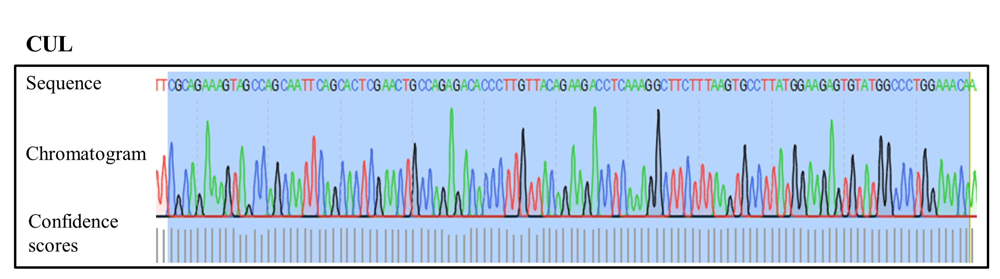 CUL
Sequence
TTCGCAGAAAGTAGCCAGCAATTCAGCACTCGAACTGCCAGAGACACCCTTGTTACAGAAGACCTCAAAGGCTTCTTTAAGTGCCTTATGGAAGAGTGTATGGCCCTGGAAACAA
Chromatogram
Confidence
scores